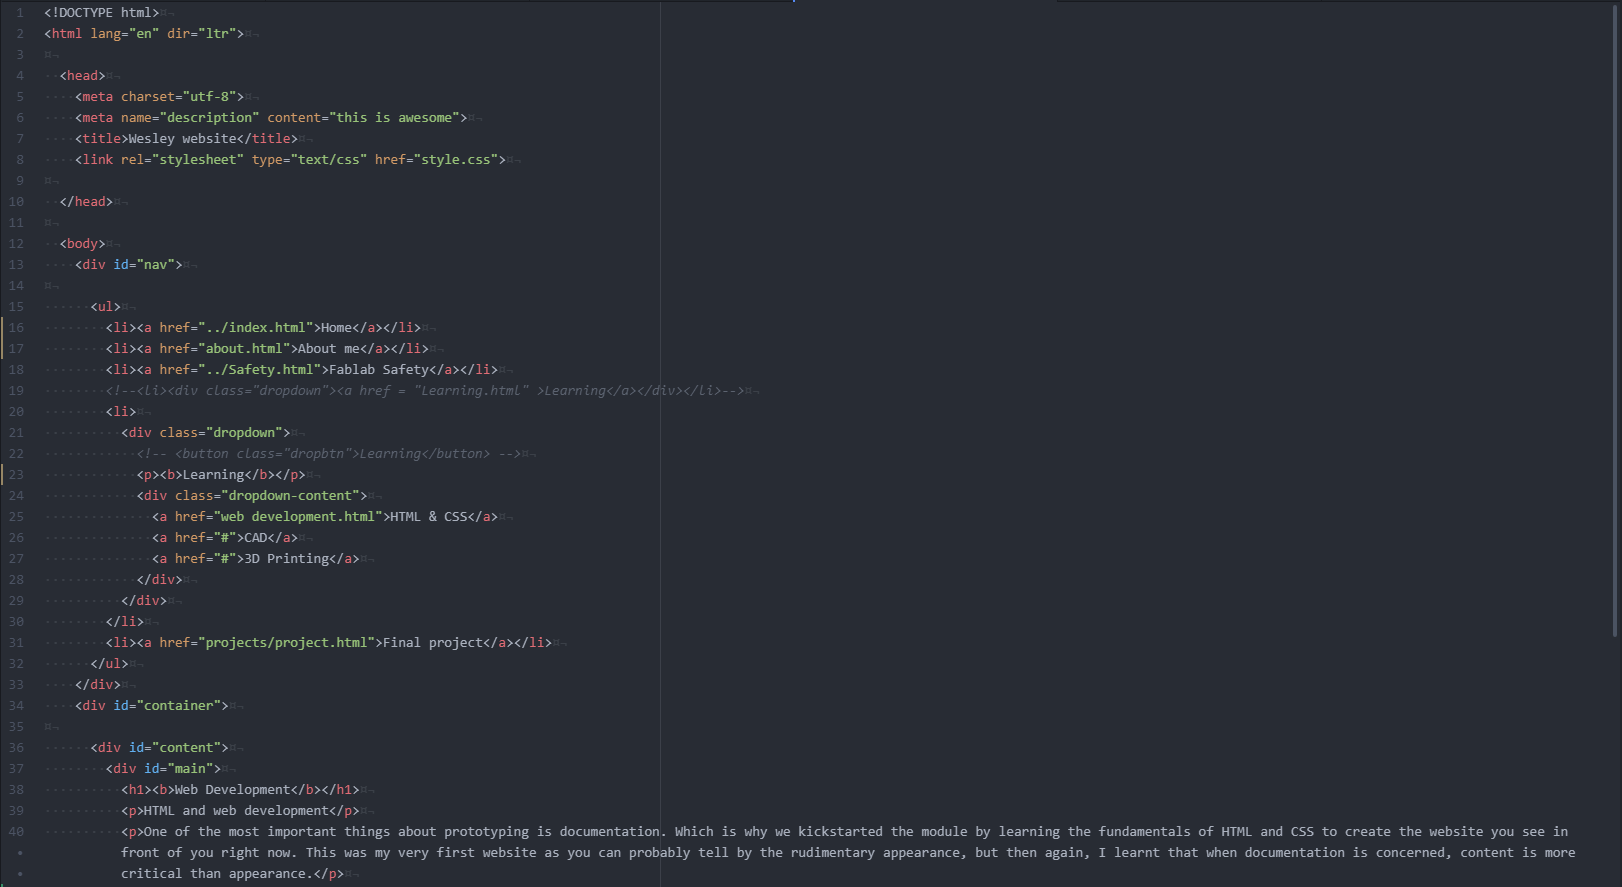 1 <!DOCTYPE html>
2 <html lang="en" dir="ltr">
3
4 <head>
5 <meta charset="utf-8">
6 <meta name="description" content="this is awesome">
7 <title>Wesley website</title>
8 <link rel="stylesheet" type="text/css" href="style.css">
9
10 </head>
11
12 <body>
13 <div id="nav">
14
15 <ul>
16 <li><a href="../index.html">Home</a></li>
17 <li><a href="about.html">About me</a></li>
18 <li><a href="../Safety.html">Fablab Safety</a></li>
19 <!--<li><div class="dropdown"><a href = "Learning.html" >Learning</a></div></li>-->
20 <li>
21 <div class="dropdown">
22 <!-- <button class="dropbtn">Learning</button> -->
23 <p><b>Learning</b></p>
24 <div class="dropdown-content">
25 <a href="web development.html">HTML & CSS</a>
26 <a href="#">CAD</a>
27 <a href="#">3D Printing</a>
28 </div>
29 </div>
30 </li>
31 <li><a href="projects/project.html">Final project</a></li>
32 </ul>
33 </div>
34 <div id="container">
35
36 <div id="content">
37 <div id="main">
38 <h1><b>Web Development</b></h1>
39 <p>HTML and web development</p>
40 <p>One of the most important things about prototyping is documentation. Which is why we kickstarted the module by learning the fundamentals of HTML and CSS to create the website you see in
front of you right now. This was my very first website as you can probably tell by the rudimentary appearance, but then again, I learnt that when documentation is concerned, content is more
critical than appearance.</p>